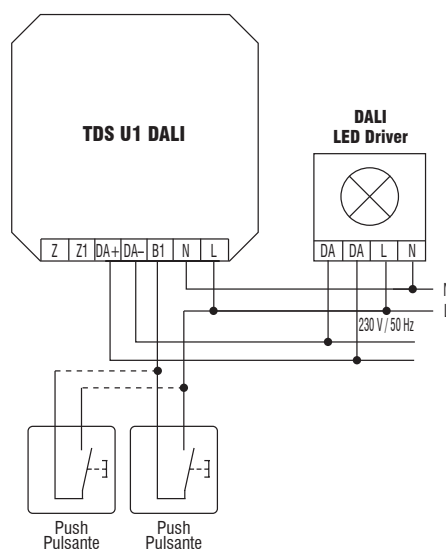 TDS U1 DALI
DALI
LED Driver
Z Z1 DA+ DA– B1 N L
DA DA L N
N
L
230 V / 50 Hz
Push
Pulsante
Push
Pulsante